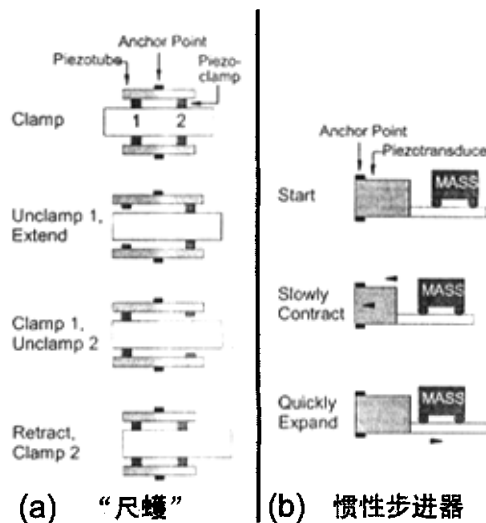 Anchor Point
Piezotube
Piezo-
clamp
Clamp
1 2
Unclamp 1,
Extend
Clamp 1,
Unclamp 2
Retract,
Clamp 2
(a) “尺蠖”
Anchor Point
Piezotransduce
Start
MASS
Slowly
Contract
MASS
Quickly
Expand
MASS
(b) 惯性步进器